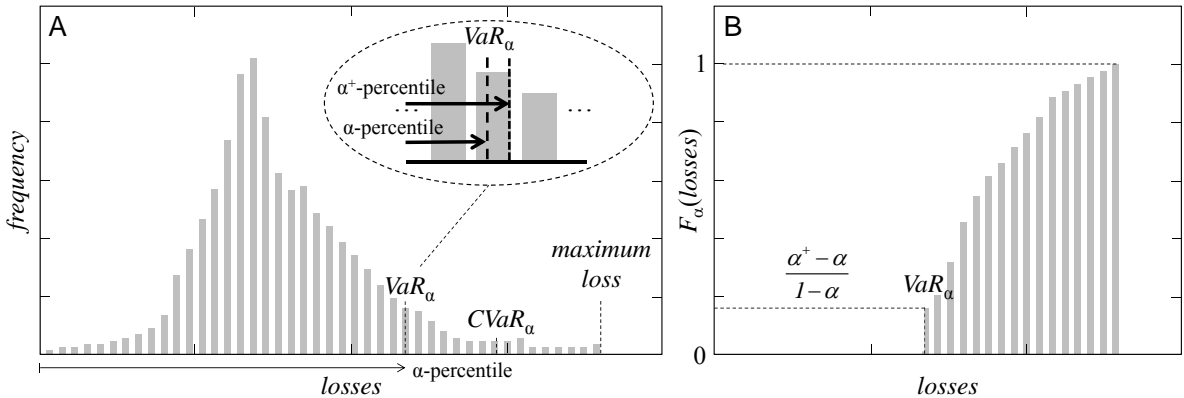 A
frequency
VaRα
α⁺-percentile
...
...
α-percentile
VaRα
CVaRα
maximum
loss
α-percentile
losses
B
Fα(losses)
1
α⁺ − α
1−α
VaRα
0
losses